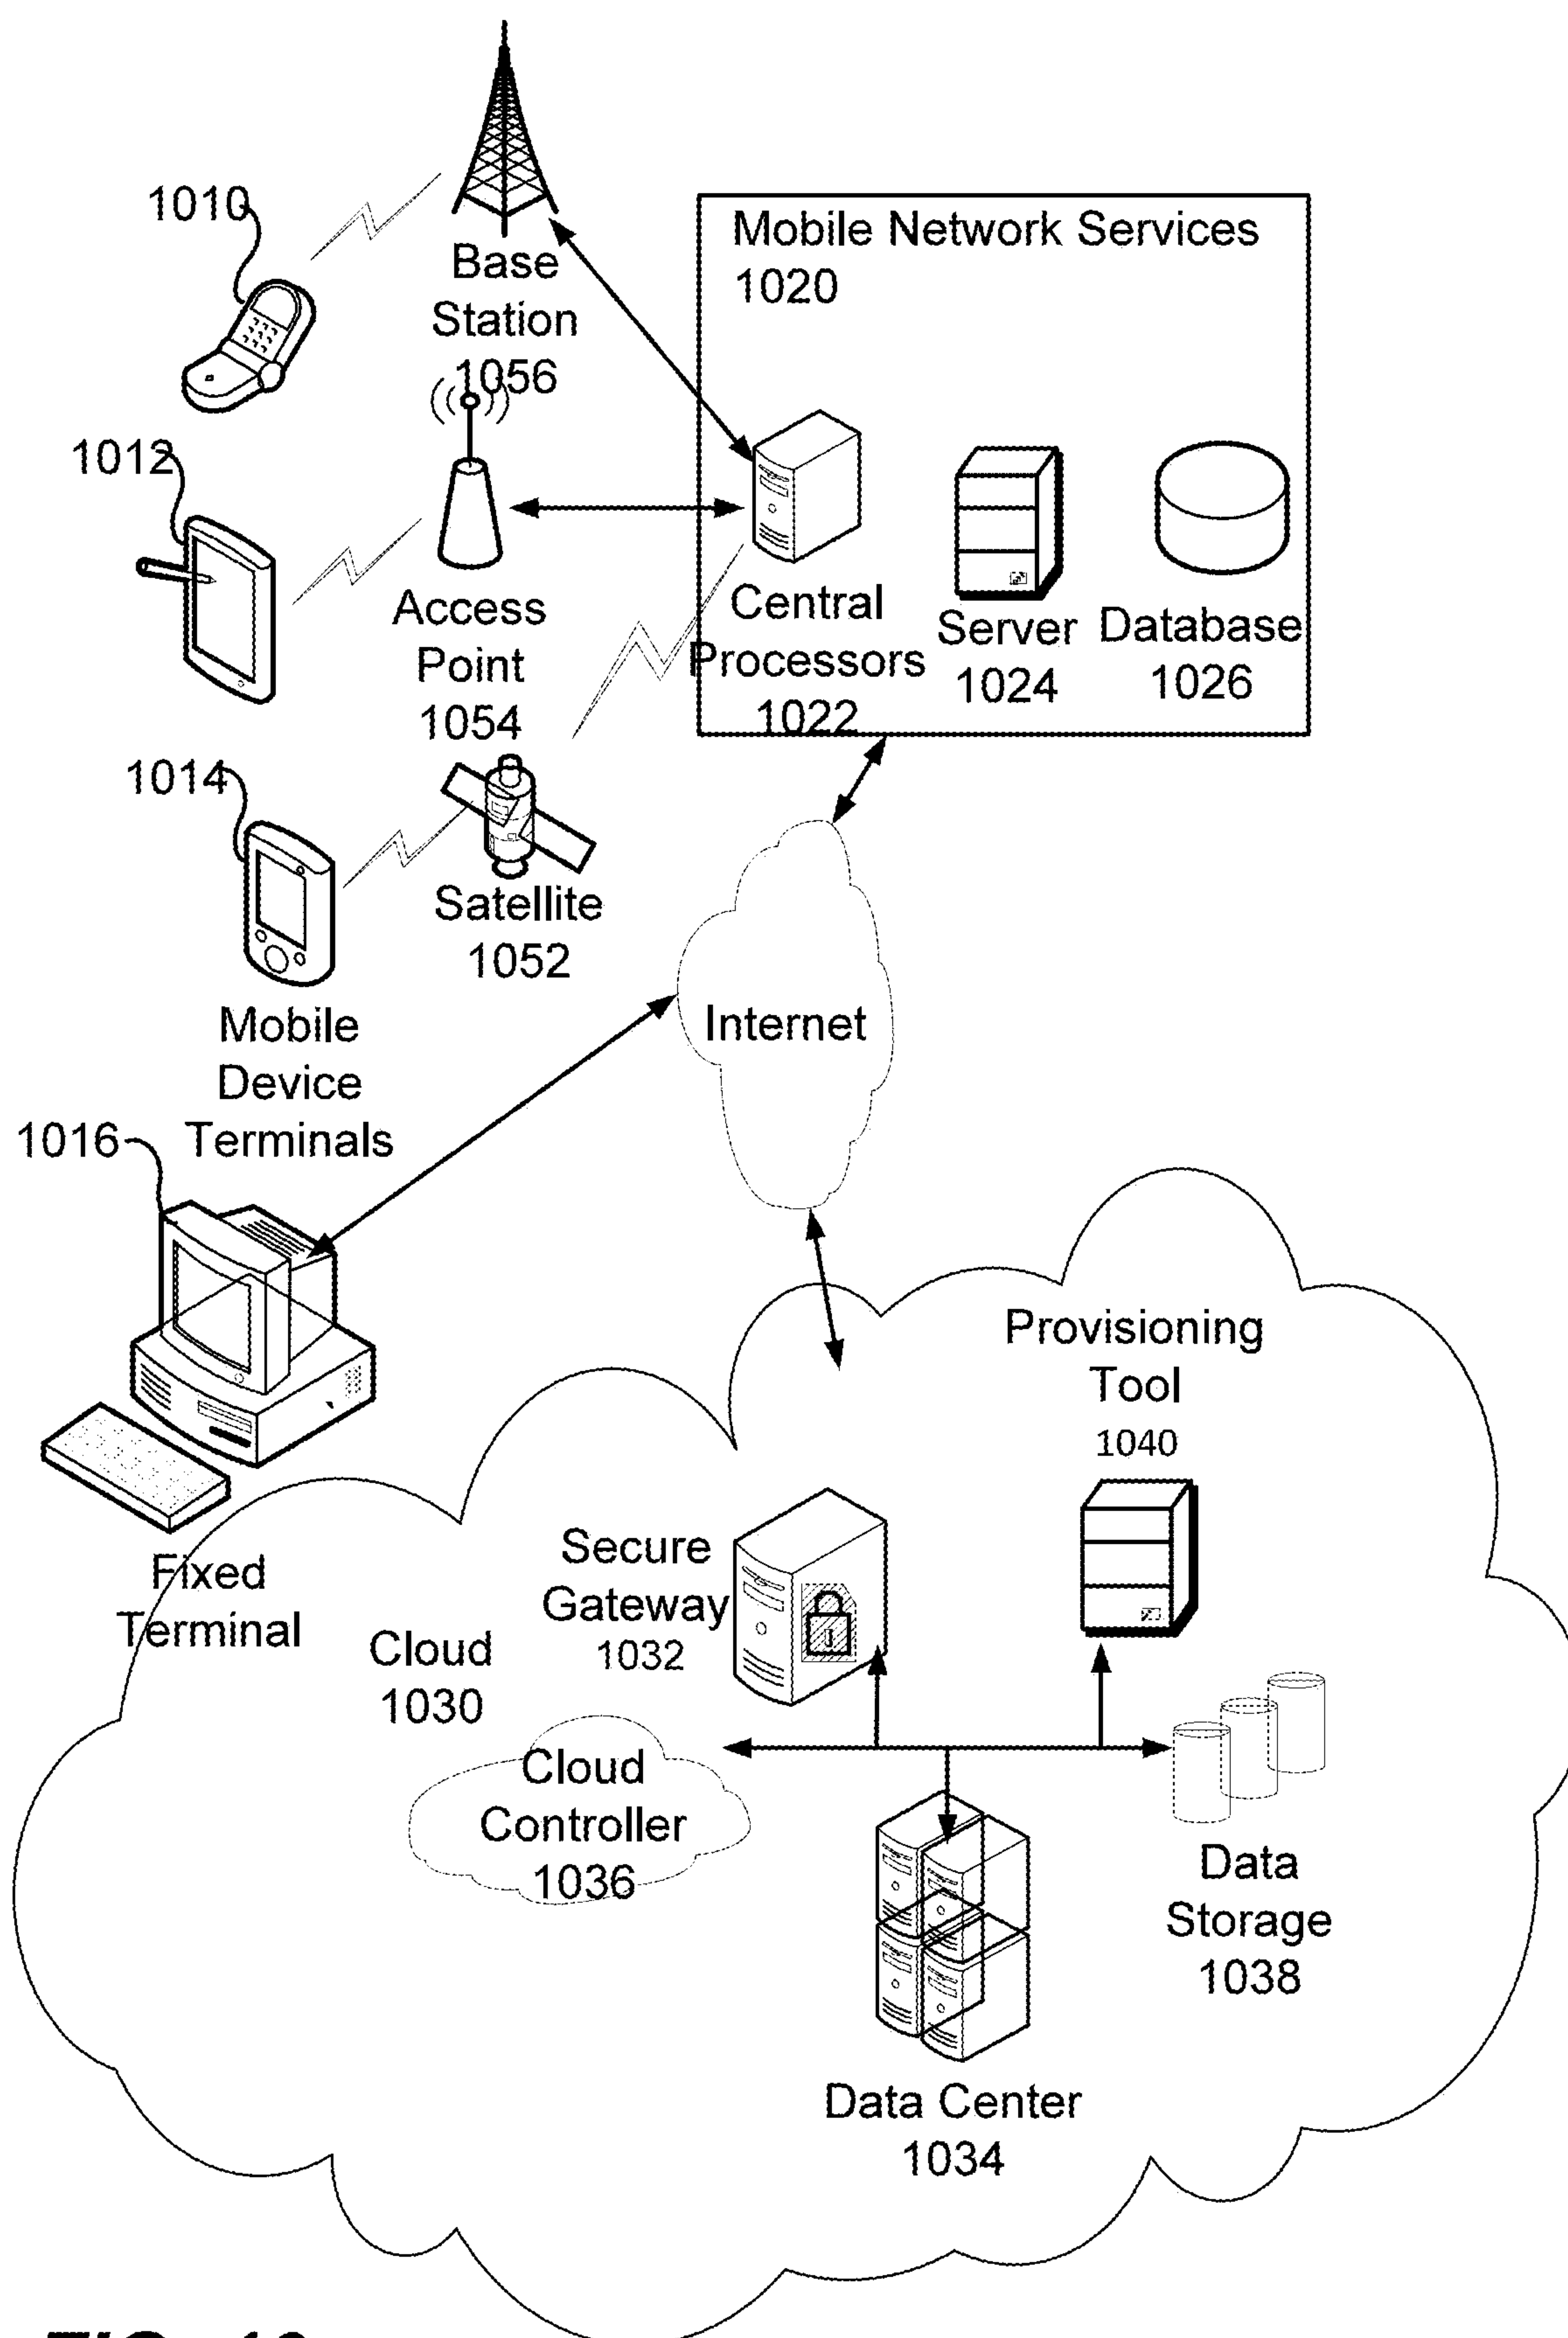 1010
Base
Station
1056
Mobile Network Services
1020
1012
Access
Point
1054
Central
Processors
1022
Server
1024
Database
1026
1014
Satellite
1052
Mobile
Device
Terminals
Internet
1016
Fixed
Terminal
Provisioning
Tool
1040
Secure
Gateway
1032
Cloud
1030
Cloud
Controller
1036
Data
Storage
1038
Data Center
1034